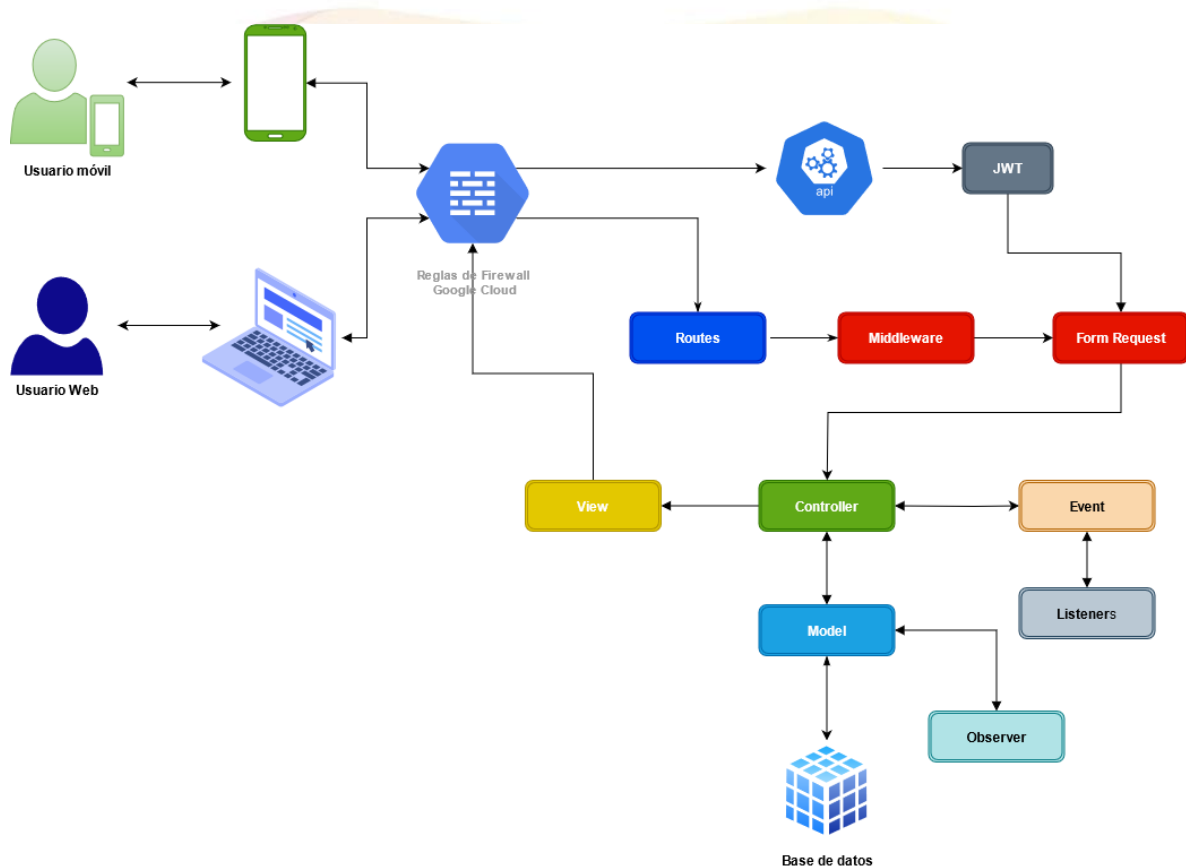 Usuario móvil
api
JWT
Reglas de Firewall
Google Cloud
Routes
Middleware
Form Request
Usuario Web
View
Controller
Event
Listeners
Model
Observer
Base de datos